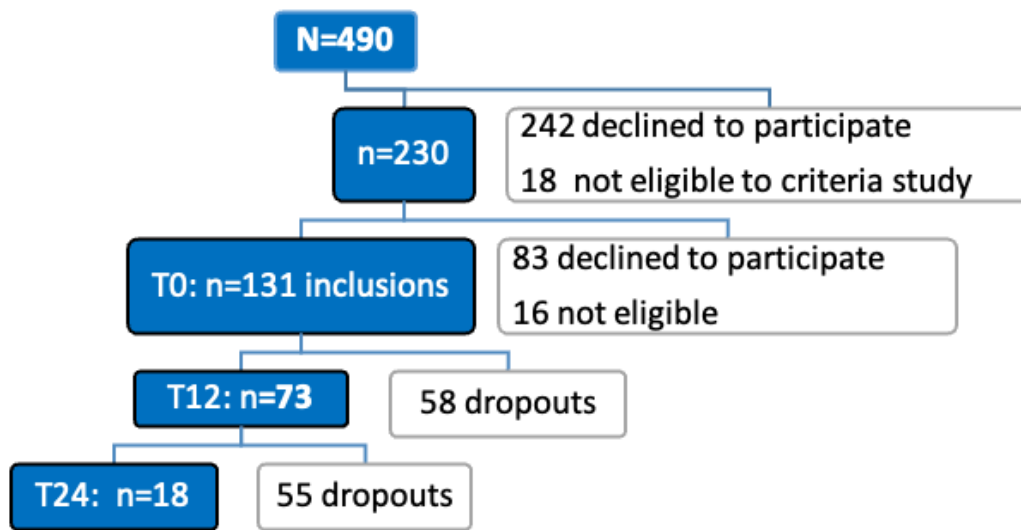 N=490
n=230
242 declined to participate
18 not eligible to criteria study
T0: n=131 inclusions
83 declined to participate
16 not eligible
T12: n=73
58 dropouts
T24: n=18
55 dropouts